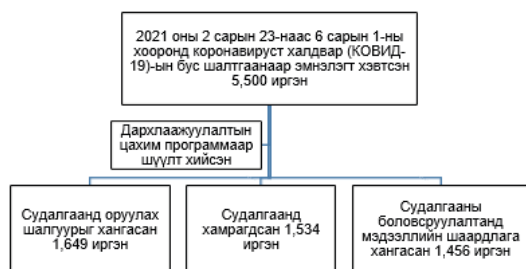 2021 оны 2 сарын 23-наас 6 сарын 1-ны
хооронд коронавируст халдвар (КОВИД-
19)-ын бус шалтгаанаар эмнэлэгт хэвтсэн
5,500 иргэн
Дархлаажуулалтын
цахим программаар
шүүлт хийсэн
Судалгаанд оруулах
шалгуурыг хангасан
1,649 иргэн
Судалгаанд
хамрагдсан 1,534
иргэн
Судалгааны
боловсруулалтанд
мэдээллийн шаардлага
хангасан 1,456 иргэн